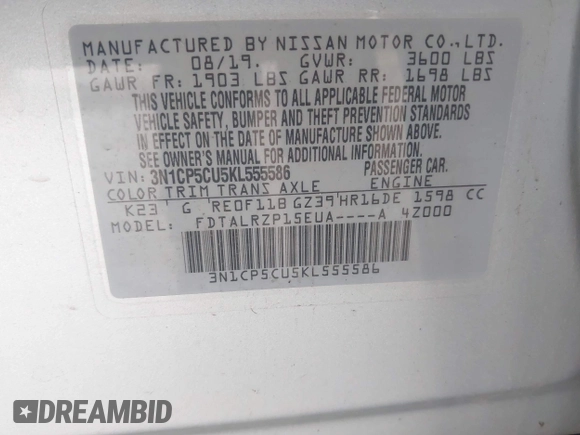 MANUFACTURED BY NISSAN MOTOR CO.,LTD.
DATE: 08/19. GVWR: 3600 LBS
GAWR FR: 1903 LBS GAWR RR: 1698 LBS
THIS VEHICLE CONFORMS TO ALL APPLICABLE FEDERAL MOTOR
VEHICLE SAFETY, BUMPER AND THEFT PREVENTION STANDARDS
IN EFFECT ON THE DATE OF MANUFACTURE SHOWN ABOVE.
SEE OWNER'S MANUAL FOR ADDITIONAL INFORMATION.
VIN: 3N1CP5CU5KL555586 PASSENGER CAR.
COLOR TRIM TRANS AXLE ENGINE
K23 G RE0F11B GZ39 HR16DE 1598 CC
MODEL: FDTALRZP15EUA----A 4Z000
3N1CP5CU5KL555586
DREAMBID